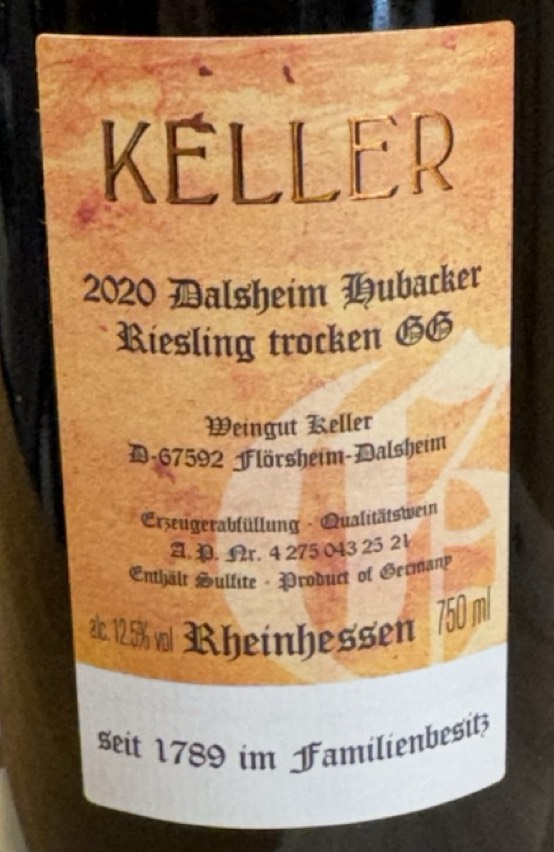 KELLER
2020 Dalsheim Hubacker
Riesling trocken GG
Weingut Keller
D-67592 Flörsheim-Dalsheim
Erzeugerabfüllung · Qualitätswein
A. P. Nr. 4 275 043 25 21
Enthält Sulfite · Product of Germany
alc. 12.5% vol Rheinhessen 750 ml
seit 1789 im Familienbesitz